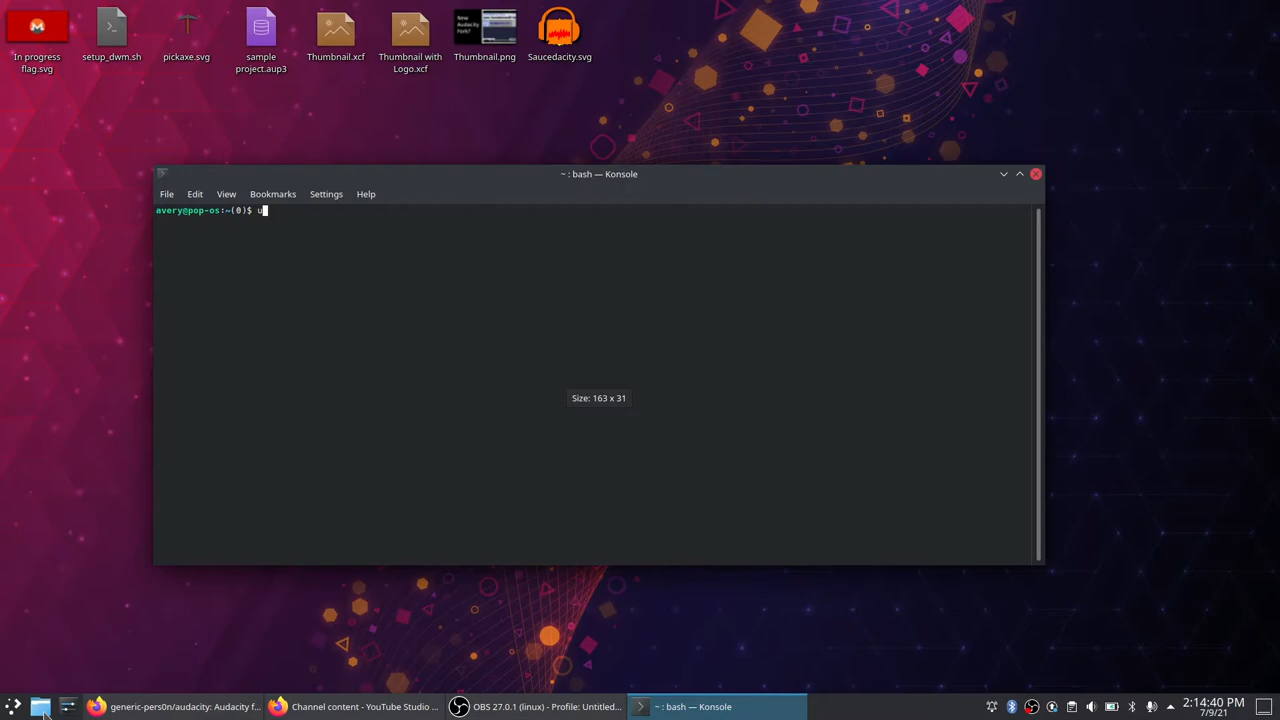 In progress
flag.svg
setup_dwm.sh
pickaxe.svg
sample
project.aup3
Thumbnail.xcf
Thumbnail with
Logo.xcf
New
Audacity
Fork?
Thumbnail.png
Saucedacity.svg
~ : bash — Konsole
File Edit View Bookmarks Settings Help
avery@pop-os:~(0)$ u
Size: 163 x 31
generic-pers0n/audacity: Audacity f...
Channel content - YouTube Studio ...
OBS 27.0.1 (linux) - Profile: Untitled...
~ : bash — Konsole
2:14:40 PM
7/9/21